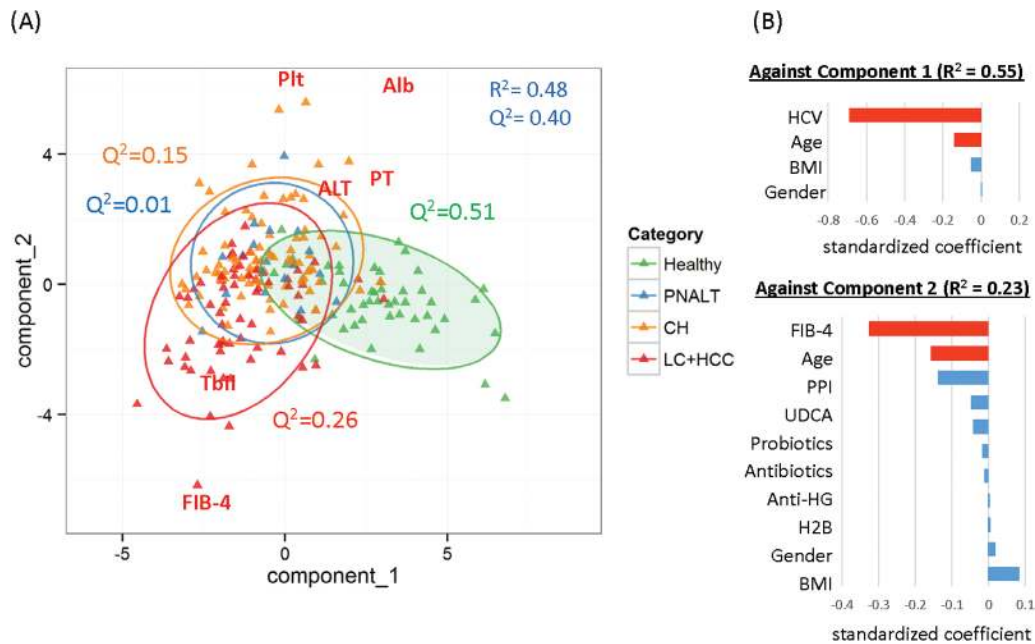 (A)
Plt
Alb
R²= 0.48
Q²= 0.40
Q²=0.15
ALT
PT
Q²=0.01
Q²=0.51
Tbil
Q²=0.26
FIB-4
4
0
-4
component_2
-5
0
5
component_1
Category
Healthy
PNALT
CH
LC+HCC
(B)
Against Component 1 (R² = 0.55)
HCV
Age
BMI
Gender
-0.8 -0.6 -0.4 -0.2 0 0.2
standardized coefficient
Against Component 2 (R² = 0.23)
FIB-4
Age
PPI
UDCA
Probiotics
Antibiotics
Anti-HG
H2B
Gender
BMI
-0.4 -0.3 -0.2 -0.1 0 0.1
standardized coefficient